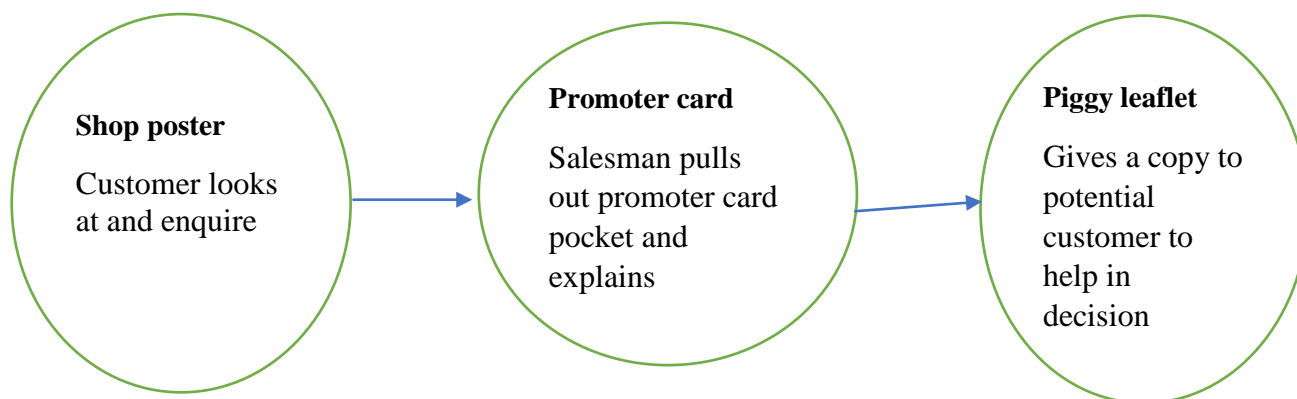 Shop poster
Customer looks
at and enquire
Promoter card
Salesman pulls
out promoter card
pocket and
explains
Piggy leaflet
Gives a copy to
potential
customer to
help in
decision